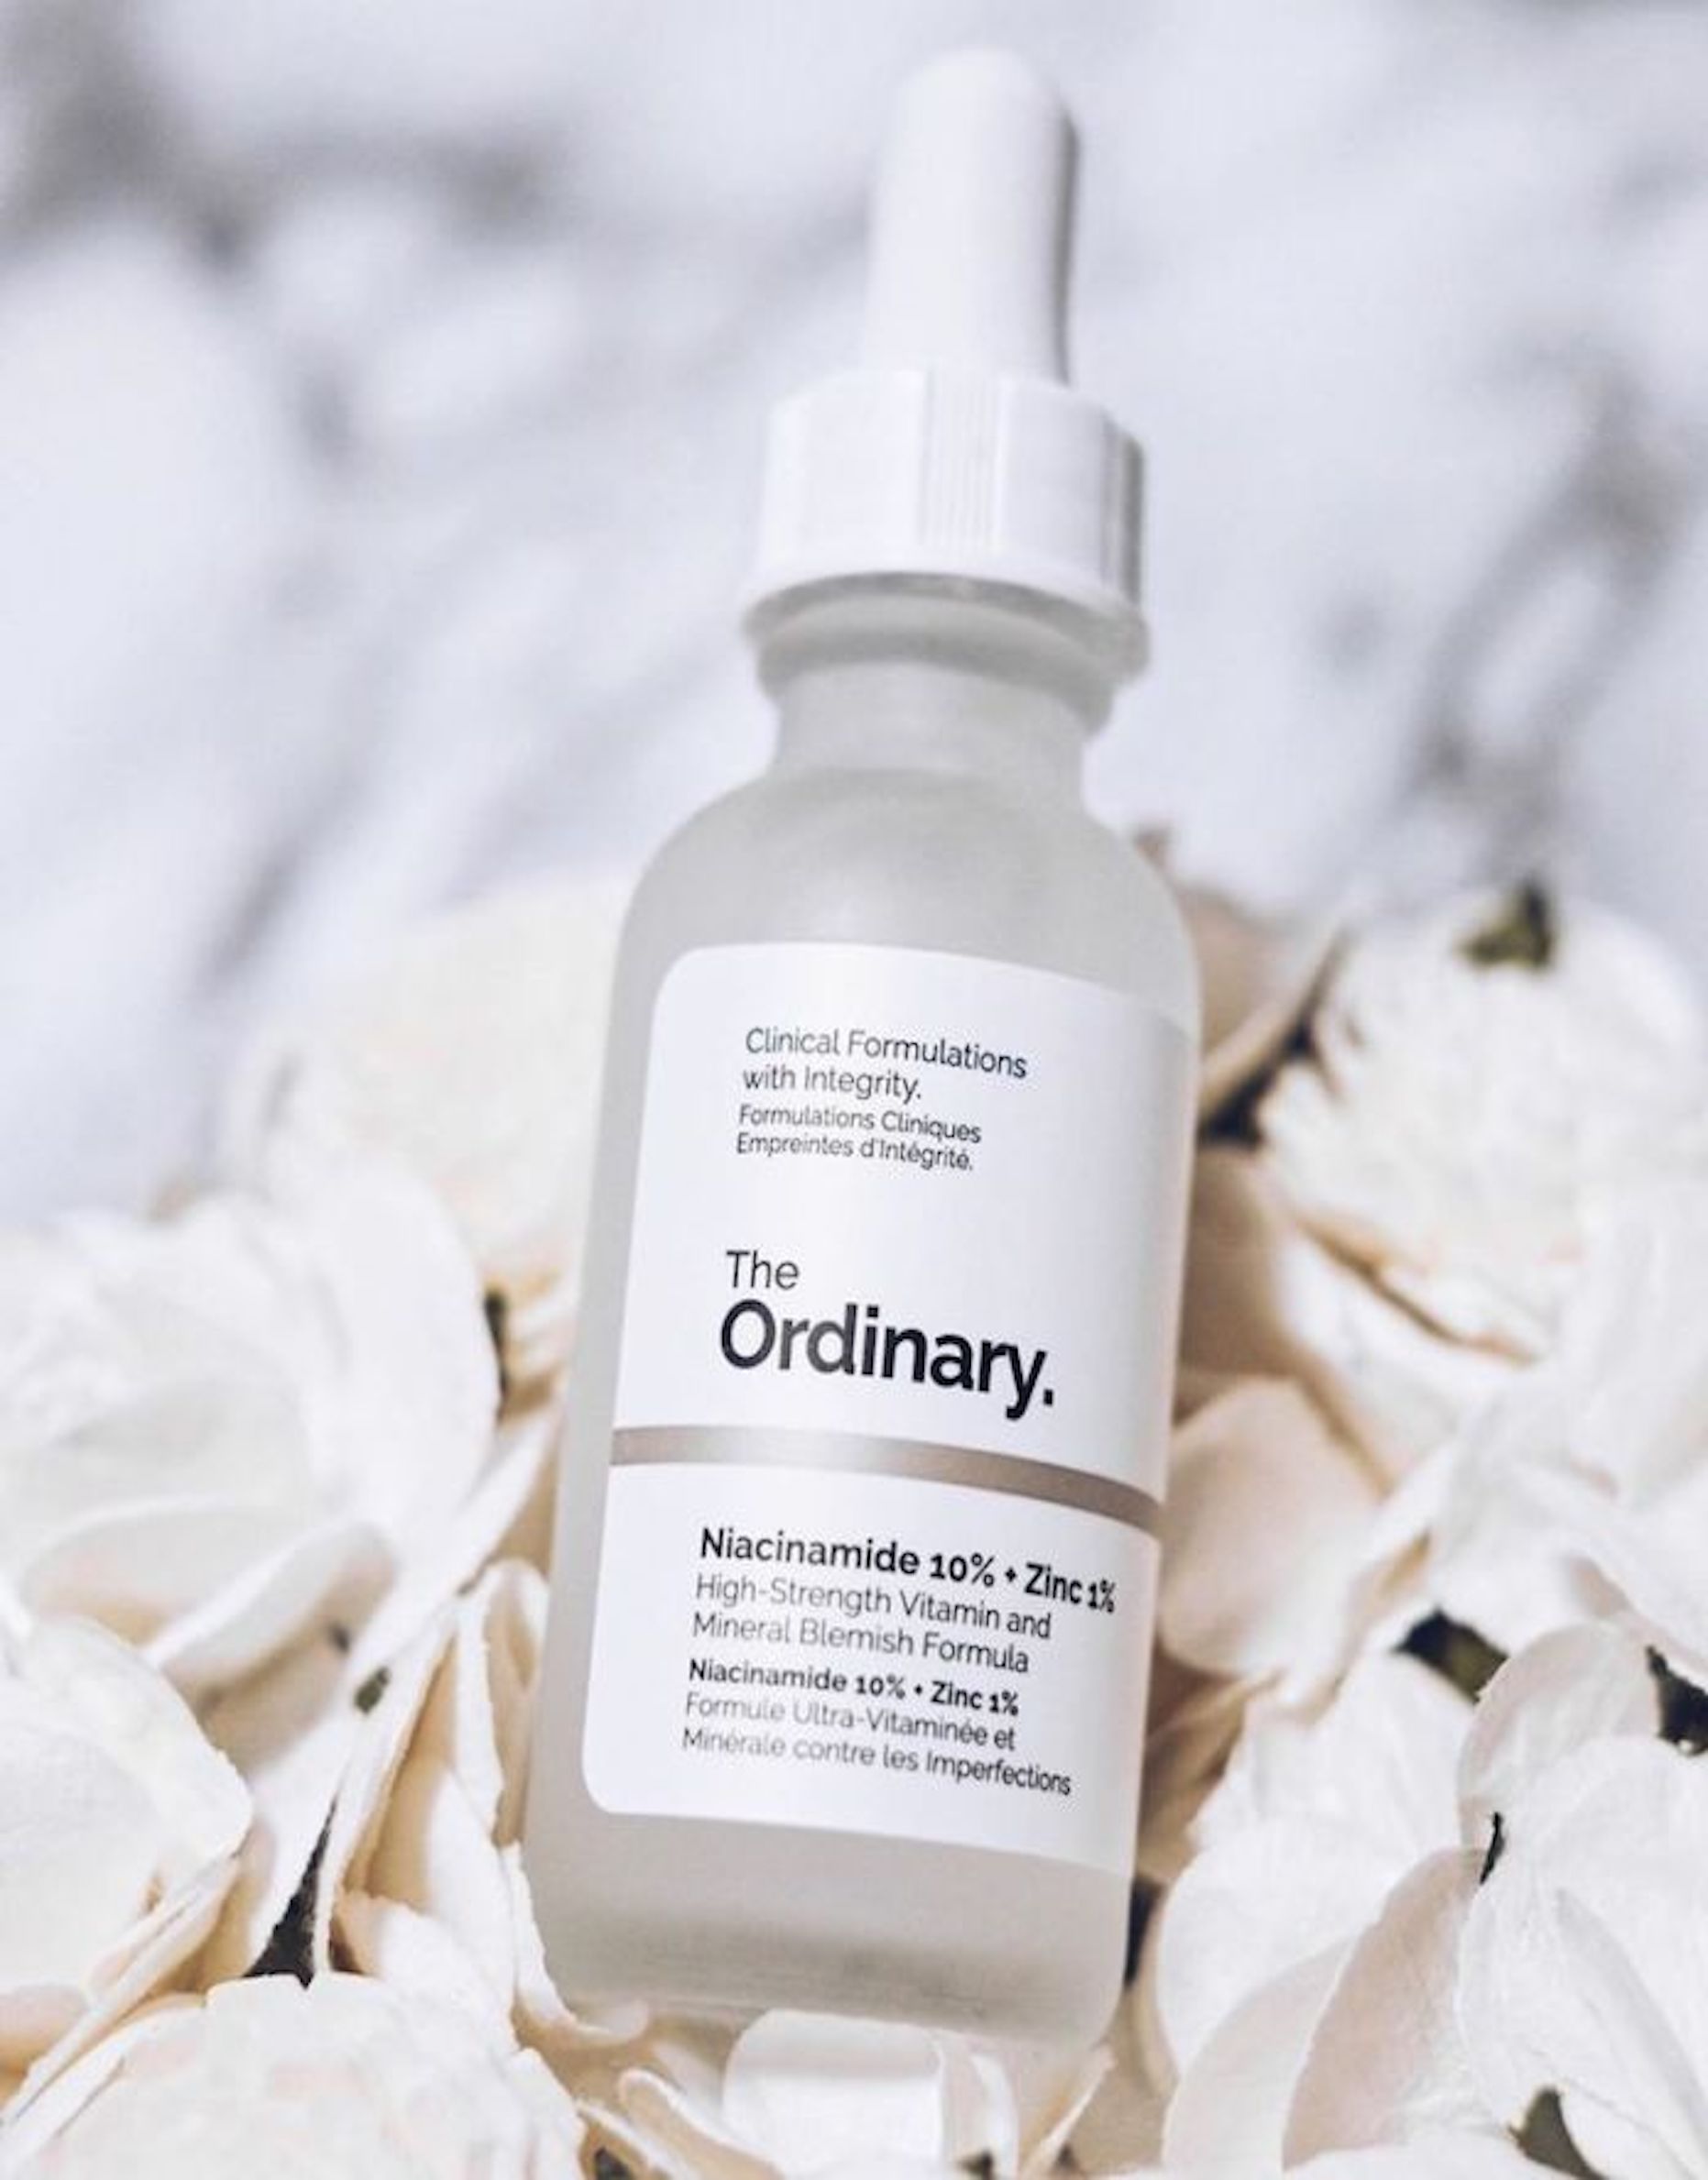 Clinical Formulations
with Integrity.
Formulations Cliniques
Empreintes d'Intégrité.
The
Ordinary.
Niacinamide 10% + Zinc 1%
High-Strength Vitamin and
Mineral Blemish Formula
Niacinamide 10% + Zinc 1%
Formule Ultra-Vitaminée et
Minérale contre les Imperfections